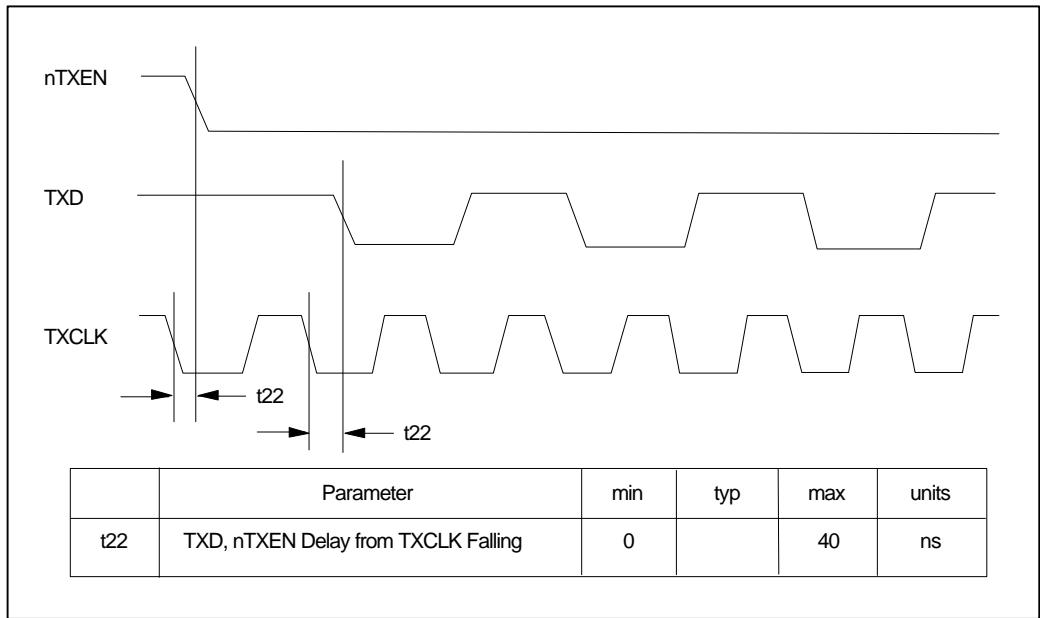 nTXEN
TXD
TXCLK
t22
t22
Parameter min typ max units
t22 TXD, nTXEN Delay from TXCLK Falling 0 40 ns